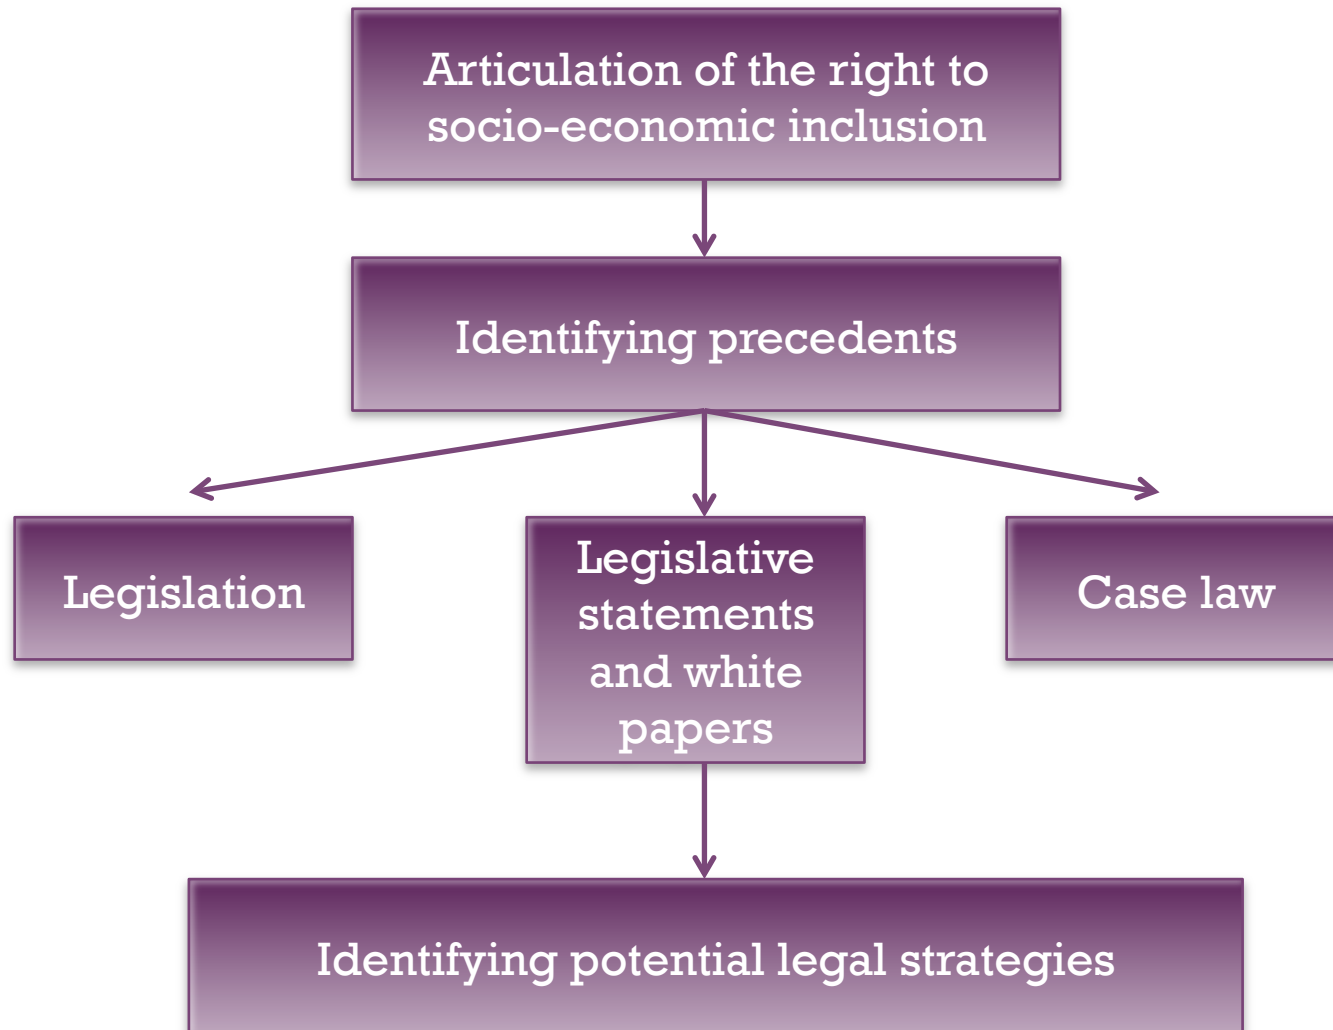 Articulation of the right to
socio-economic inclusion
Identifying precedents
Legislation
Legislative
statements
and white
papers
Case law
Identifying potential legal strategies